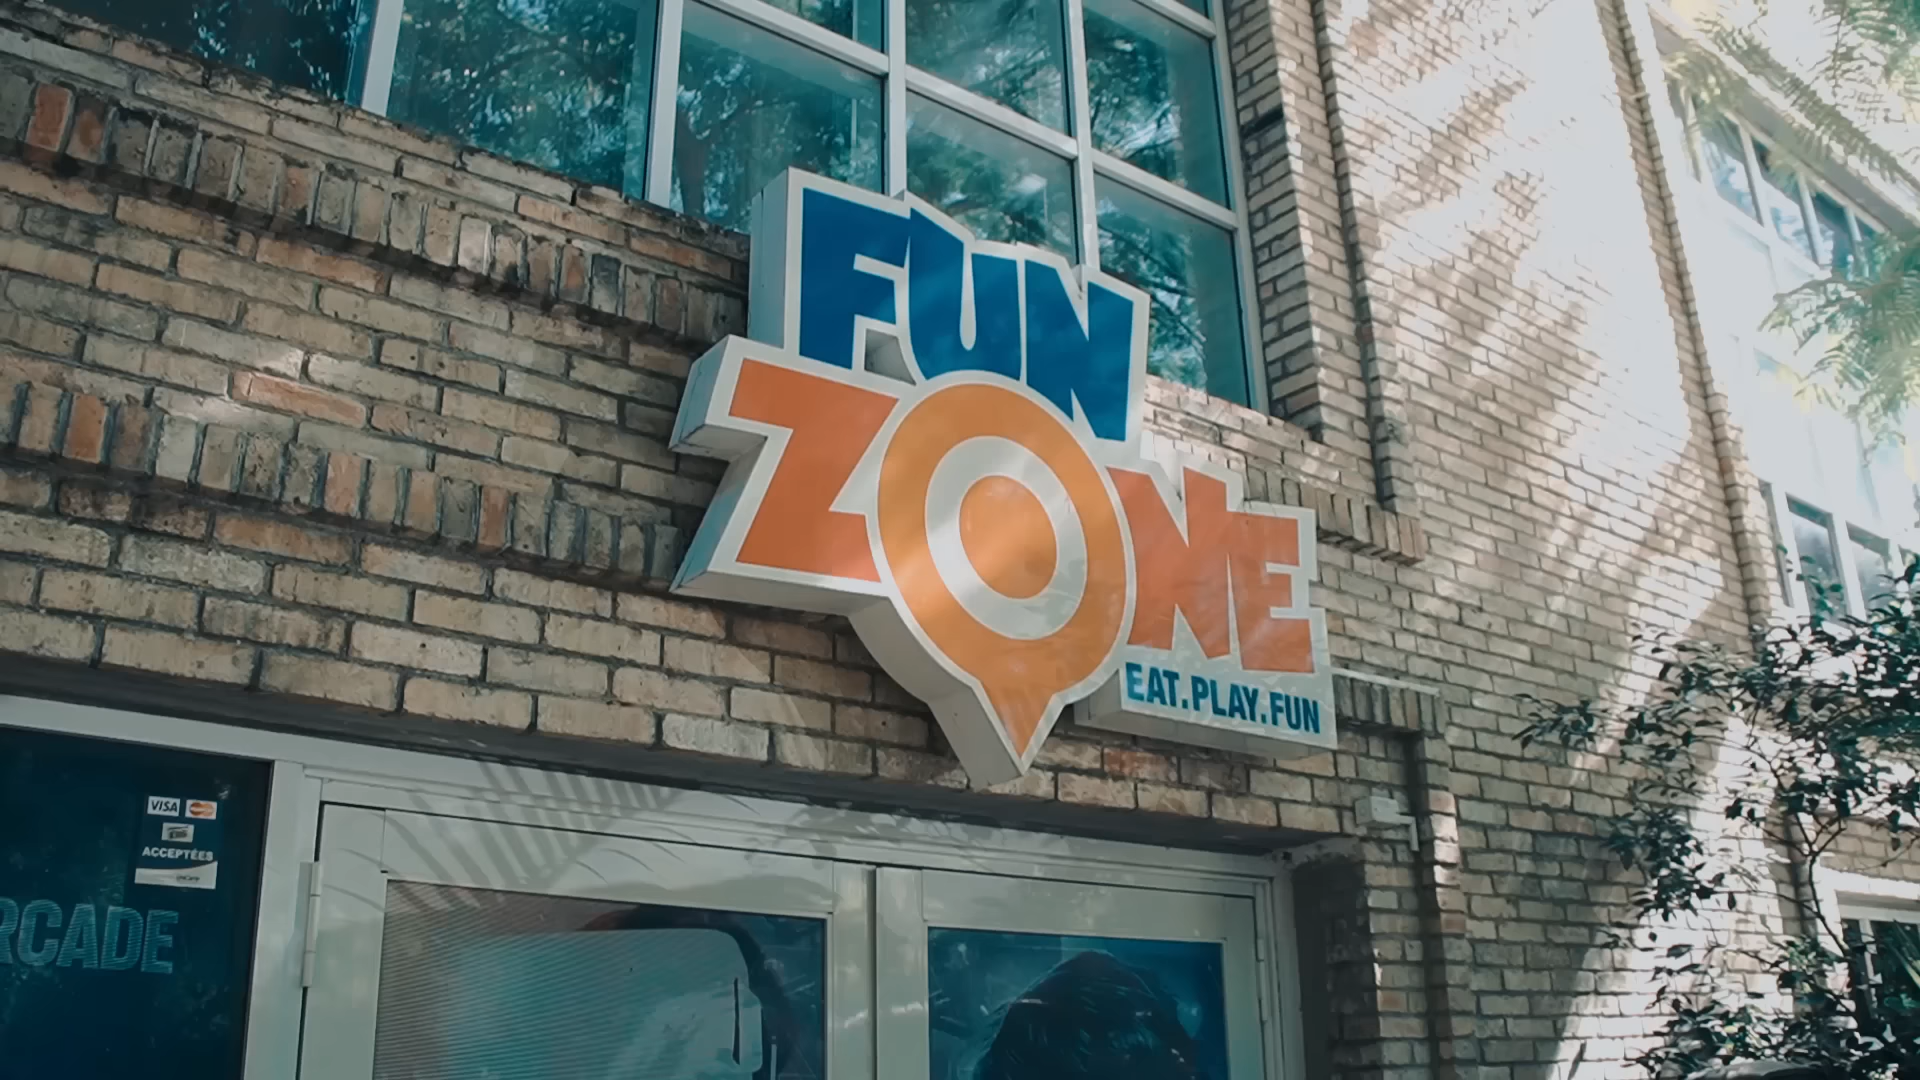 FUN
ZONE
EAT.PLAY.FUN
VISA
ACCEPTÉES
RCADE